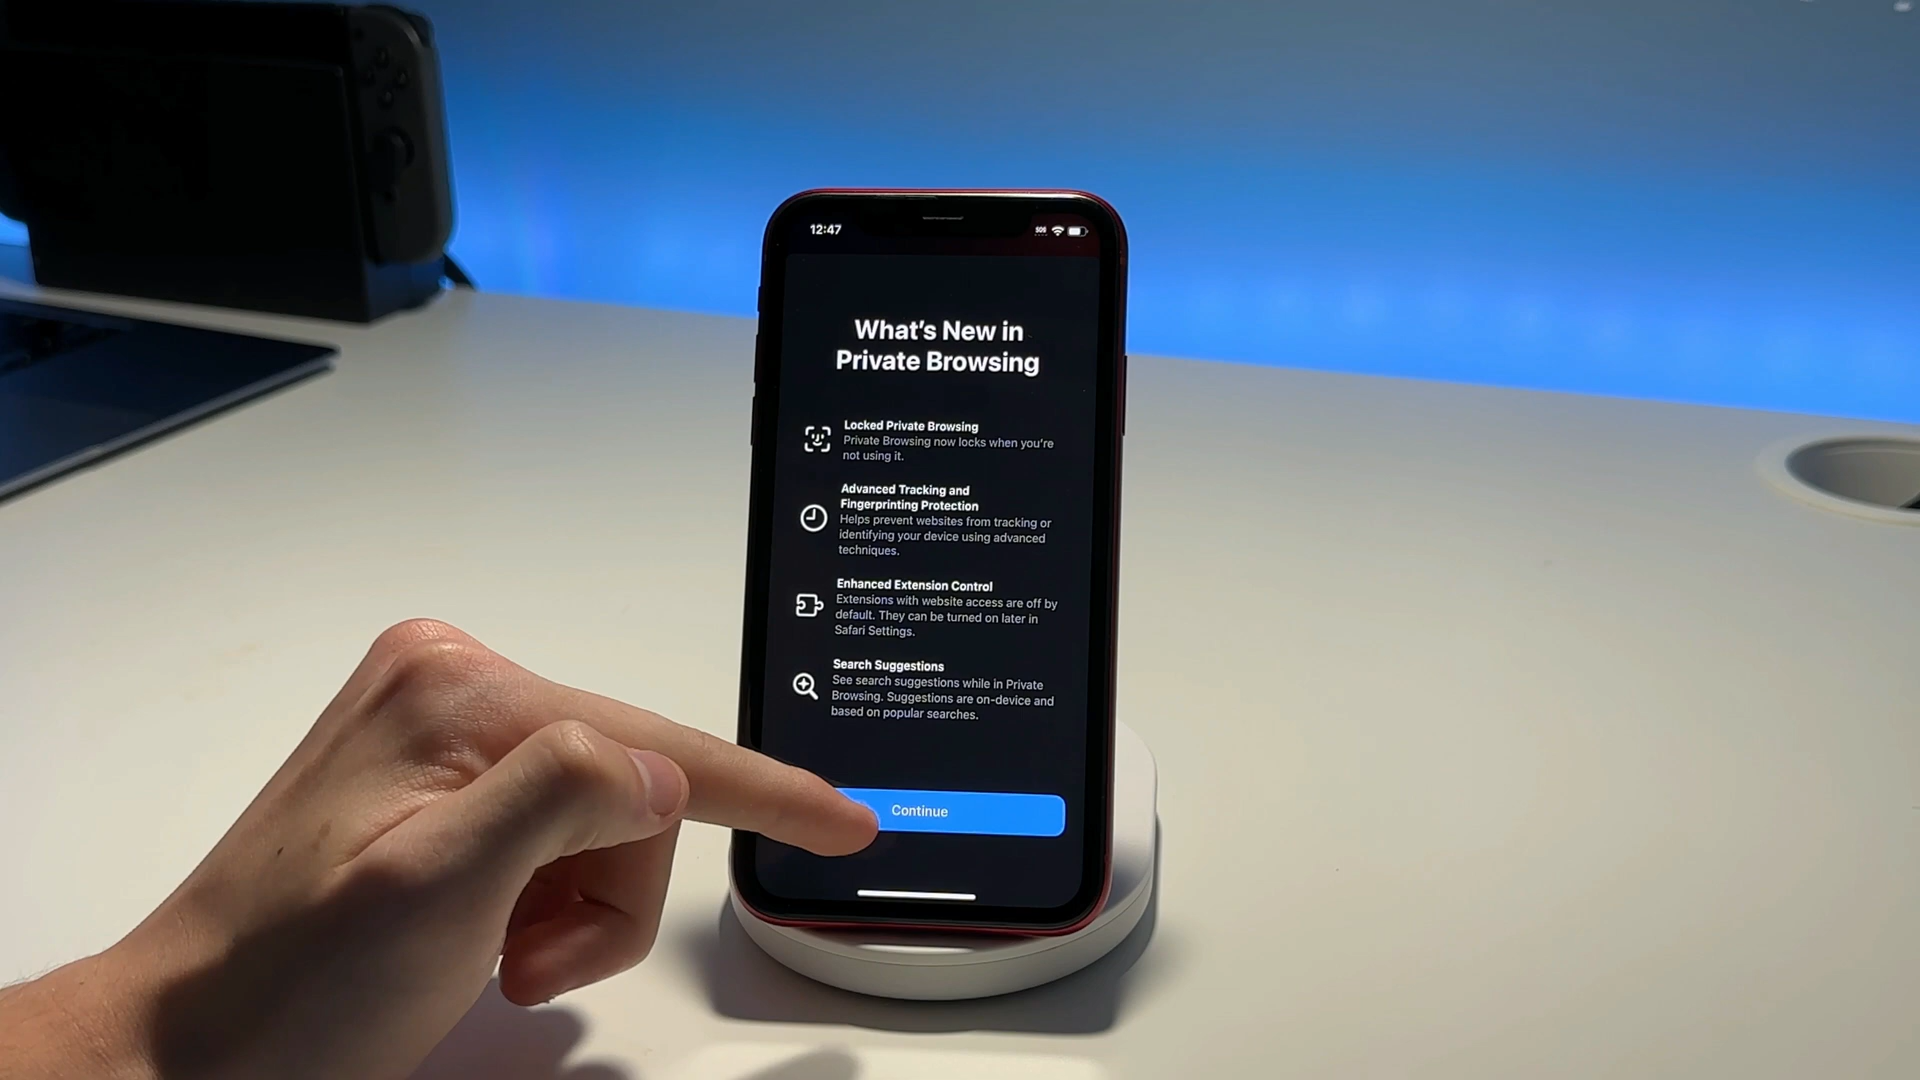 12:47
SOS
What's New in
Private Browsing
Locked Private Browsing
Private Browsing now locks when you're
not using it.
Advanced Tracking and
Fingerprinting Protection
Helps prevent websites from tracking or
identifying your device using advanced
techniques.
Enhanced Extension Control
Extensions with website access are off by
default. They can be turned on later in
Safari Settings.
Search Suggestions
See search suggestions while in Private
Browsing. Suggestions are on-device and
based on popular searches.
Continue